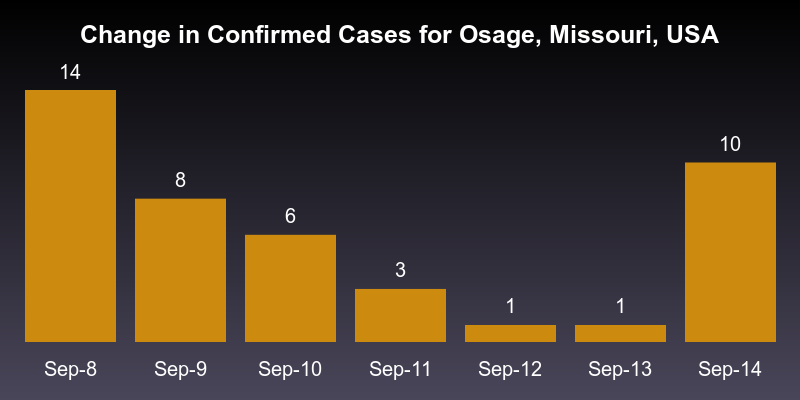 Change in Confirmed Cases for Osage, Missouri, USA
14
8
6
3
1
1
10
Sep-8
Sep-9
Sep-10
Sep-11
Sep-12
Sep-13
Sep-14